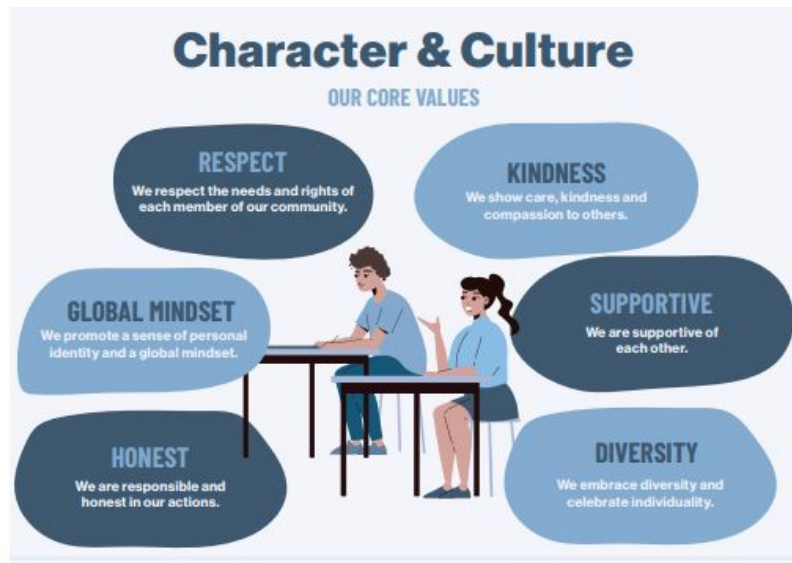 Character & Culture
OUR CORE VALUES
RESPECT
We respect the needs and rights of
each member of our community.
KINDNESS
We show care, kindness and
compassion to others.
GLOBAL MINDSET
We promote a sense of personal
identity and a global mindset.
SUPPORTIVE
We are supportive of
each other.
HONEST
We are responsible and
honest in our actions.
DIVERSITY
We embrace diversity and
celebrate individuality.